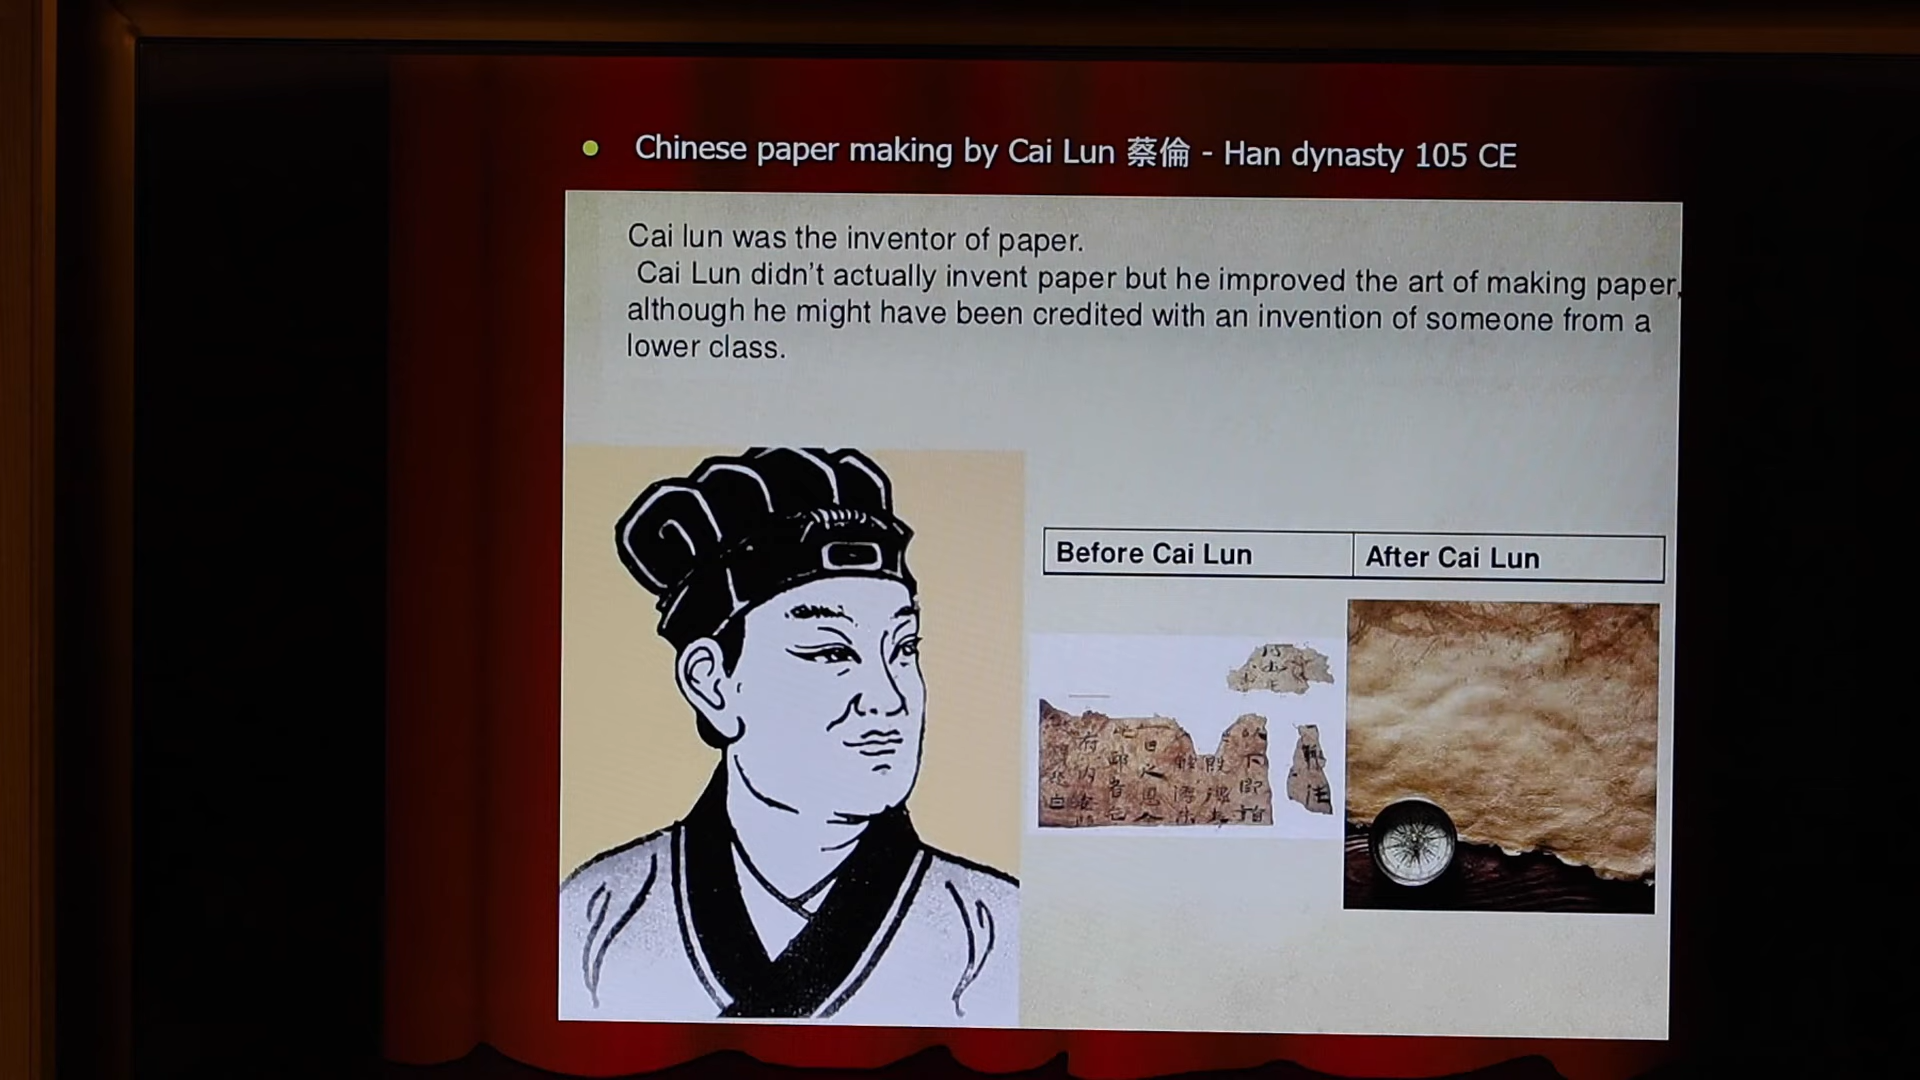 Chinese paper making by Cai Lun 蔡倫 - Han dynasty 105 CE
Cai lun was the inventor of paper.
Cai Lun didn't actually invent paper but he improved the art of making paper,
although he might have been credited with an invention of someone from a
lower class.
Before Cai Lun After Cai Lun